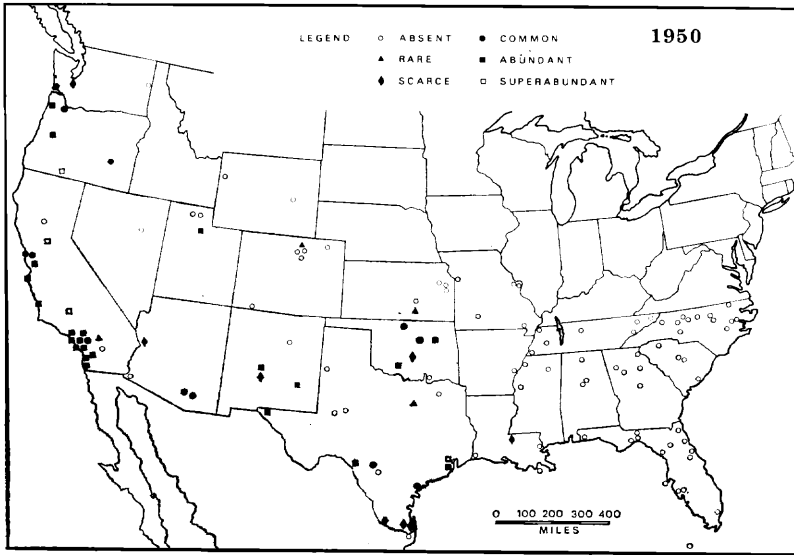 LEGEND ABSENT COMMON 1950
RARE ABUNDANT
SCARCE SUPERABUNDANT
0 100 200 300 400
MILES